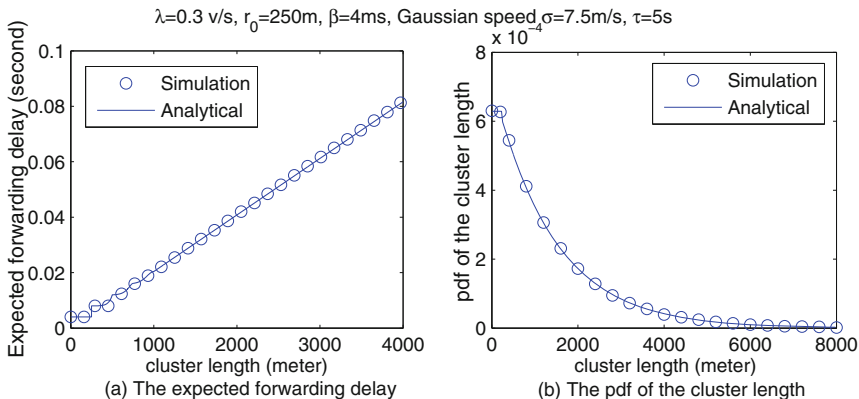 λ=0.3 v/s, r₀=250m, β=4ms, Gaussian speed σ=7.5m/s, τ=5s
Expected forwarding delay (second)
0.1
0.08
0.06
0.04
0.02
0
0 1000 2000 3000 4000
Simulation
Analytical
cluster length (meter)
(a) The expected forwarding delay
x 10⁻⁴
pdf of the cluster length
8
6
4
2
0
0 2000 4000 6000 8000
Simulation
Analytical
cluster length (meter)
(b) The pdf of the cluster length